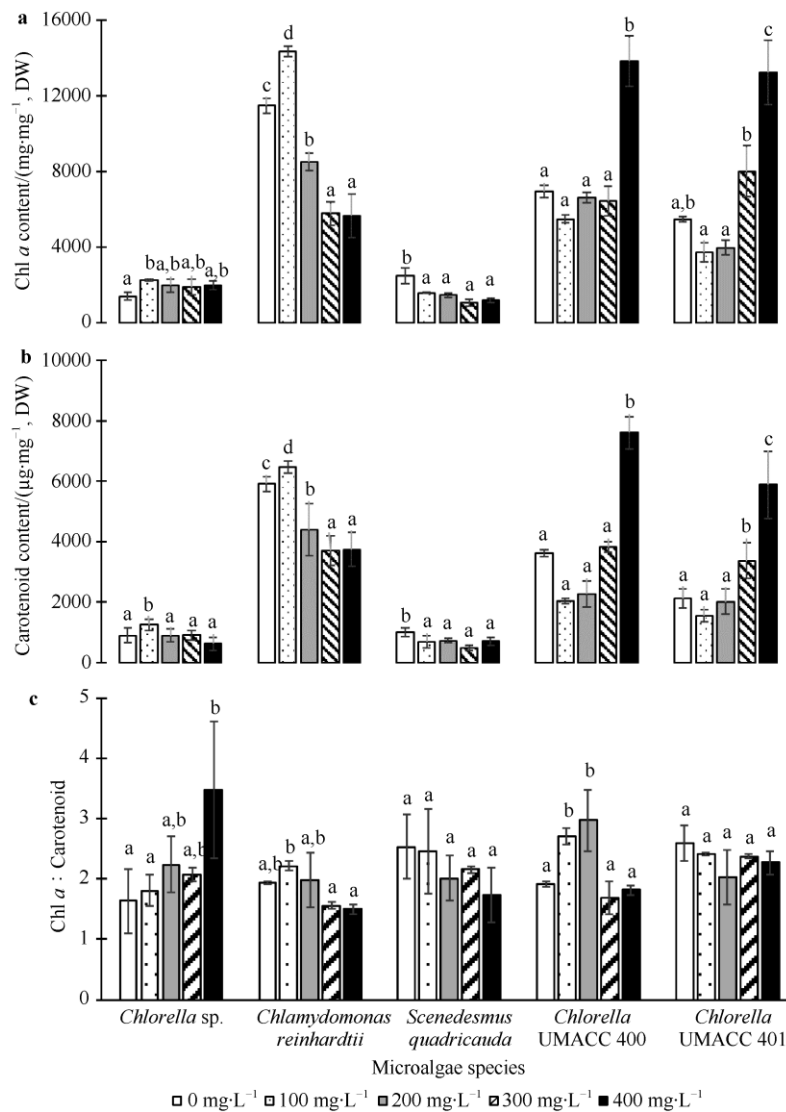 a
16000
12000
8000
4000
0
Chl a content/(mg·mg⁻¹, DW)
a b a,b a,b a,b
c d b a a
b a a a a
a a a a b
a,b a a b c
b
10000
8000
6000
4000
2000
0
Carotenoid content/(μg·mg⁻¹, DW)
a b a a a
c d b a a
b a a a a
a a a a b
a a a b c
c
5
4
3
2
1
0
Chl a : Carotenoid
a a a,b a,b b
a,b b a,b a a
a a a a a
a b b a a
a a a a a
Chlorella sp.
Chlamydomonas
reinhardtii
Scenedesmus
quadricauda
Chlorella
UMACC 400
Chlorella
UMACC 401
Microalgae species
0 mg·L⁻¹ 100 mg·L⁻¹ 200 mg·L⁻¹ 300 mg·L⁻¹ 400 mg·L⁻¹